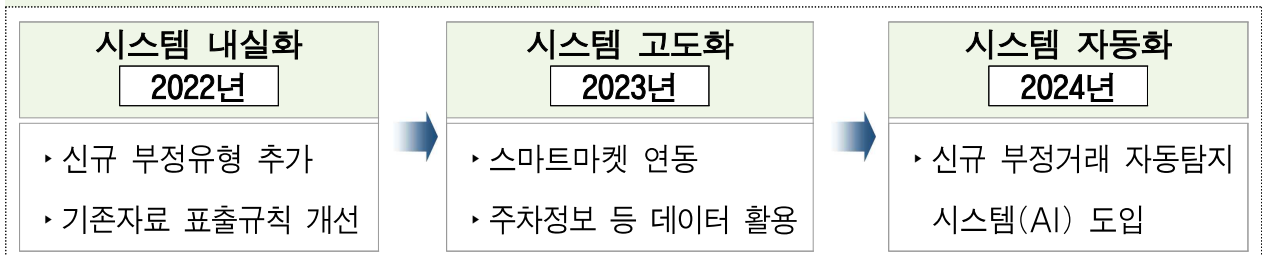 시스템 내실화
2022년
‣ 신규 부정유형 추가
‣ 기존자료 표출규칙 개선
시스템 고도화
2023년
‣ 스마트마켓 연동
‣ 주차정보 등 데이터 활용
시스템 자동화
2024년
‣ 신규 부정거래 자동탐지
시스템(AI) 도입